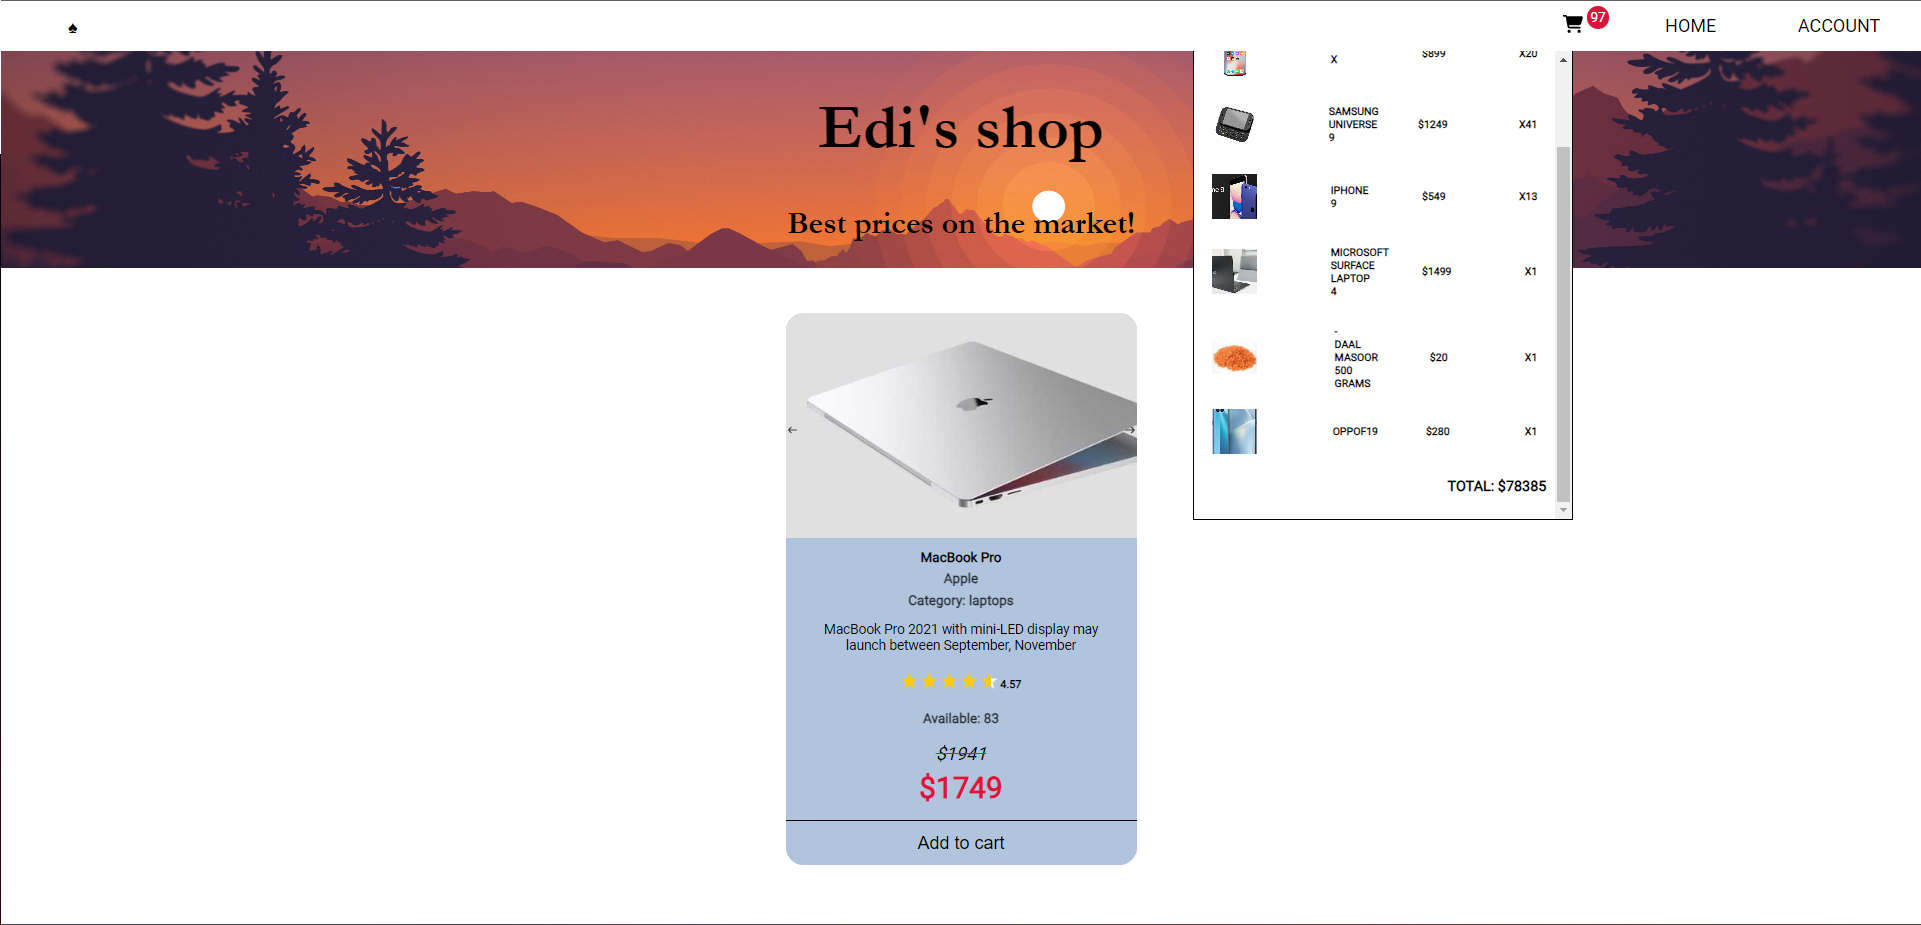 ♠
97
HOME
ACCOUNT
Edi's shop
Best prices on the market!
X
$899
X20
SAMSUNG
UNIVERSE
9
$1249
X41
IPHONE
9
$549
X13
MICROSOFT
SURFACE
LAPTOP
4
$1499
X1
-
DAAL
MASOOR
500
GRAMS
$20
X1
OPPOF19
$280
X1
TOTAL: $78385
MacBook Pro
Apple
Category: laptops
MacBook Pro 2021 with mini-LED display may
launch between September, November
4.57
Available: 83
$1941
$1749
Add to cart